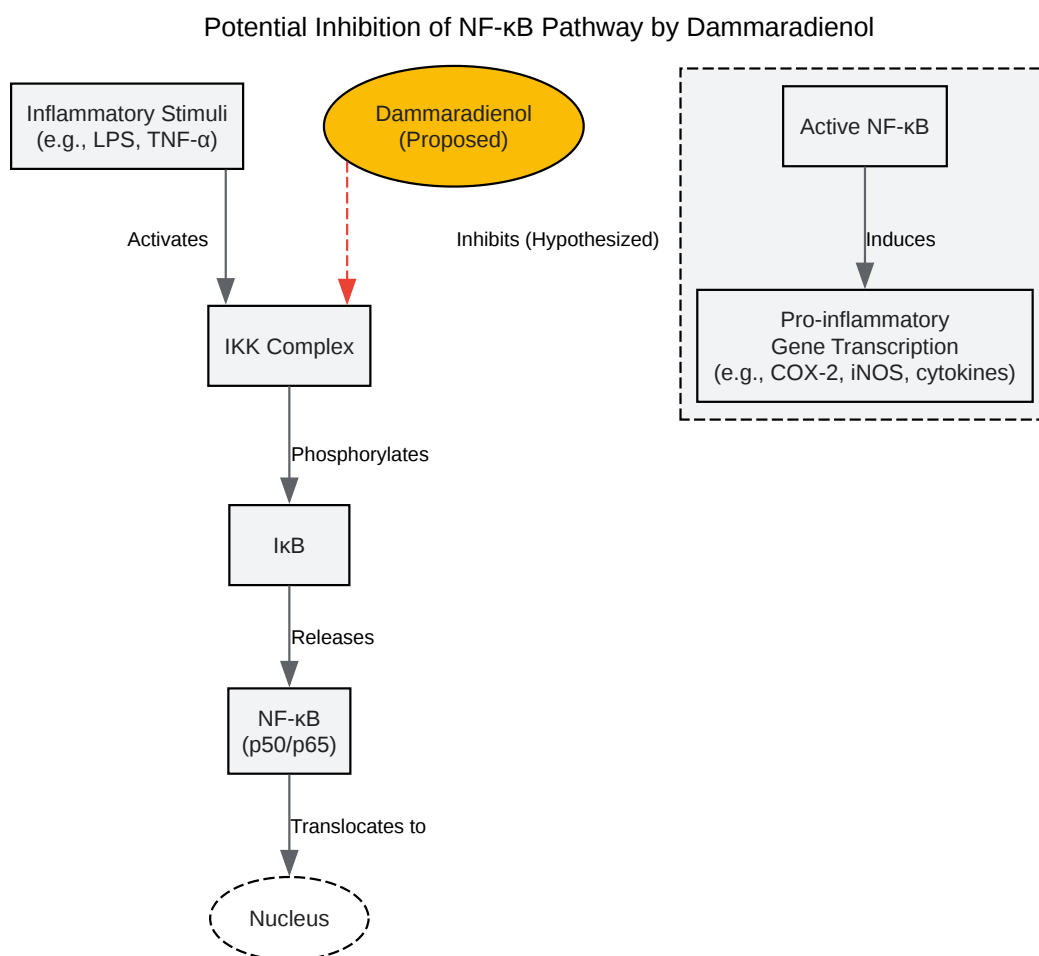 Potential Inhibition of NF-κB Pathway by Dammaradienol
Inflammatory Stimuli
(e.g., LPS, TNF-α)
Dammaradienol
(Proposed)
Active NF-κB
Activates
Inhibits (Hypothesized)
Induces
IKK Complex
Pro-inflammatory
Gene Transcription
(e.g., COX-2, iNOS, cytokines)
Phosphorylates
IκB
Releases
NF-κB
(p50/p65)
Translocates to
Nucleus